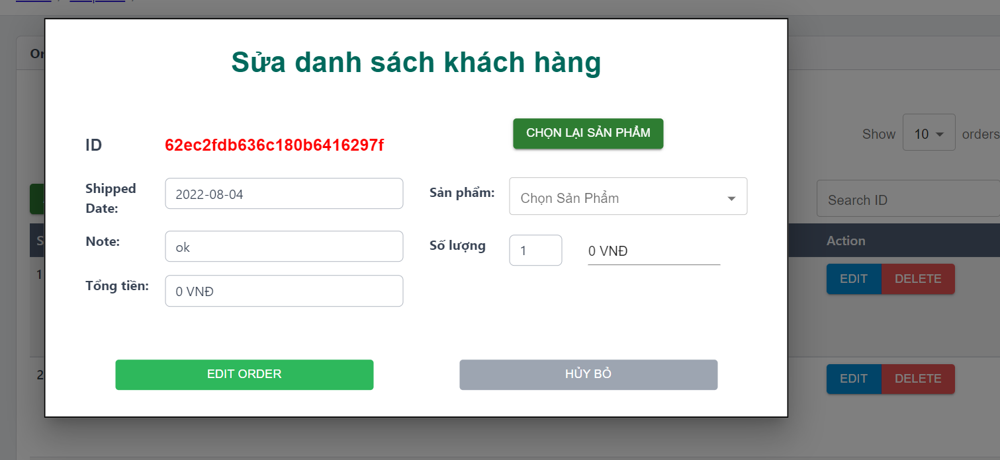 Sửa danh sách khách hàng
ID 62ec2fdb636c180b6416297f
CHỌN LẠI SẢN PHẨM
Show 10 orders
Shipped Date:
2022-08-04
Sản phẩm:
Chọn Sản Phẩm
Search ID
Note:
ok
Số lượng
1
0 VNĐ
Action
1
EDIT
DELETE
Tổng tiền:
0 VNĐ
EDIT ORDER
HỦY BỎ
2
EDIT
DELETE